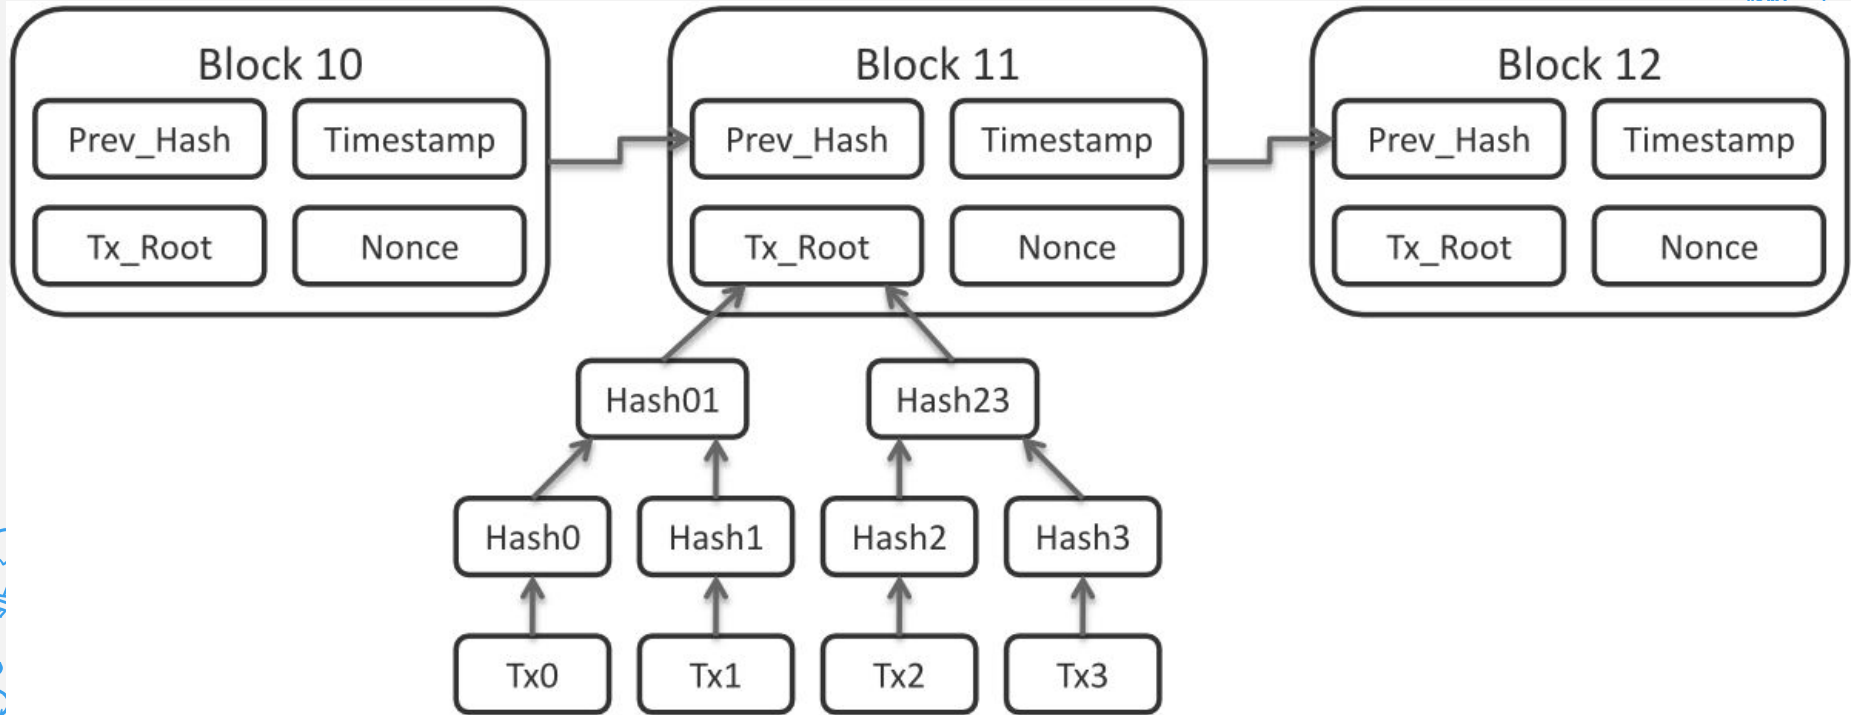 Block 10
Prev_Hash
Timestamp
Tx_Root
Nonce
Block 11
Prev_Hash
Timestamp
Tx_Root
Nonce
Block 12
Prev_Hash
Timestamp
Tx_Root
Nonce
Hash01
Hash23
Hash0
Hash1
Hash2
Hash3
Tx0
Tx1
Tx2
Tx3